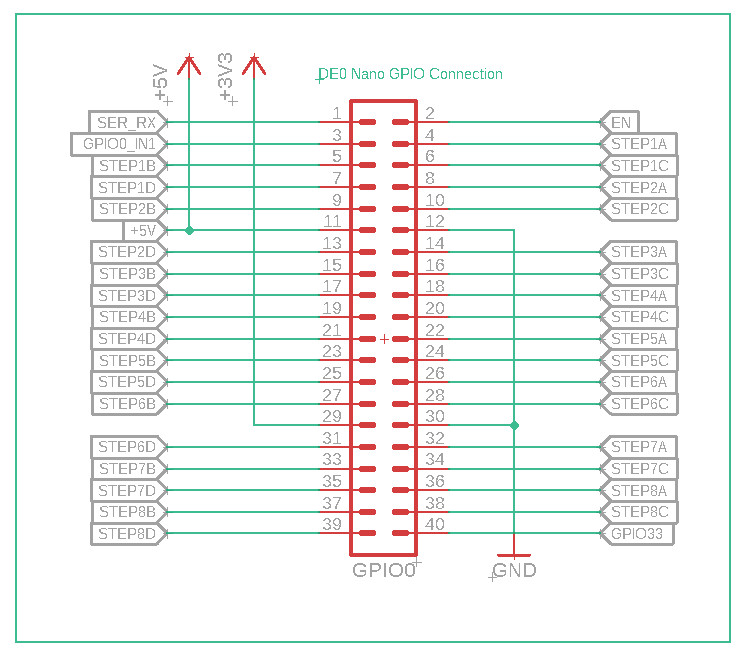 +5V
+3V3
DE0 Nano GPIO Connection
SER_RX 1 2 EN
GPIO0_IN1 3 4 STEP1A
STEP1B 5 6 STEP1C
STEP1D 7 8 STEP2A
STEP2B 9 10 STEP2C
+5V 11 12
STEP2D 13 14 STEP3A
STEP3B 15 16 STEP3C
STEP3D 17 18 STEP4A
STEP4B 19 20 STEP4C
STEP4D 21 22 STEP5A
STEP5B 23 24 STEP5C
STEP5D 25 26 STEP6A
STEP6B 27 28 STEP6C
29 30
STEP6D 31 32 STEP7A
STEP7B 33 34 STEP7C
STEP7D 35 36 STEP8A
STEP8B 37 38 STEP8C
STEP8D 39 40 GPIO33
GPIO0 GND